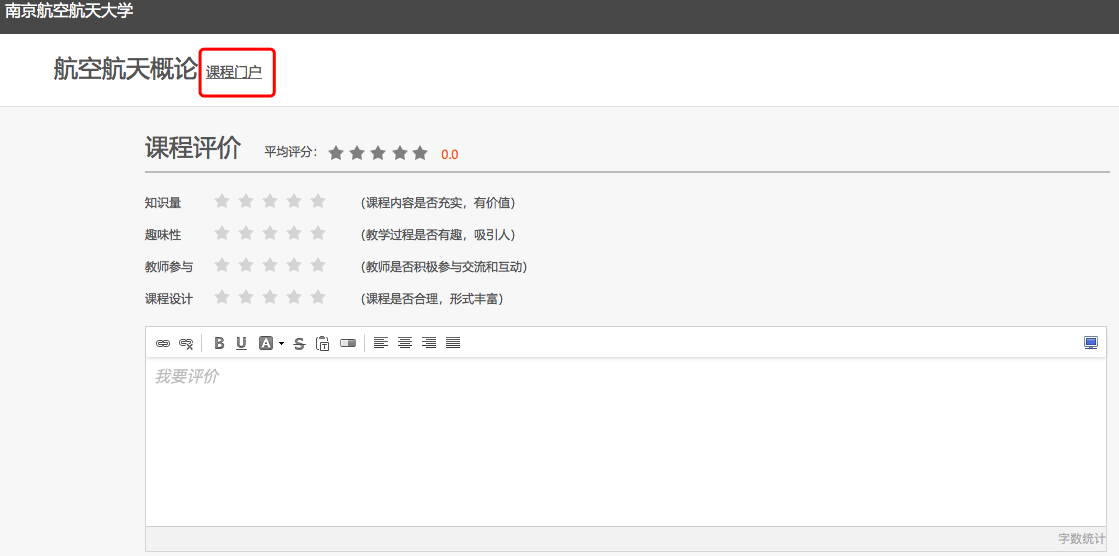 南京航空航天大学
航空航天概论 课程门户
课程评价 平均评分： 0.0
知识量 （课程内容是否充实，有价值）
趣味性 （教学过程是否有趣，吸引人）
教师参与 （教师是否积极参与交流和互动）
课程设计 （课程是否合理，形式丰富）
B U A S T
我要评价
字数统计